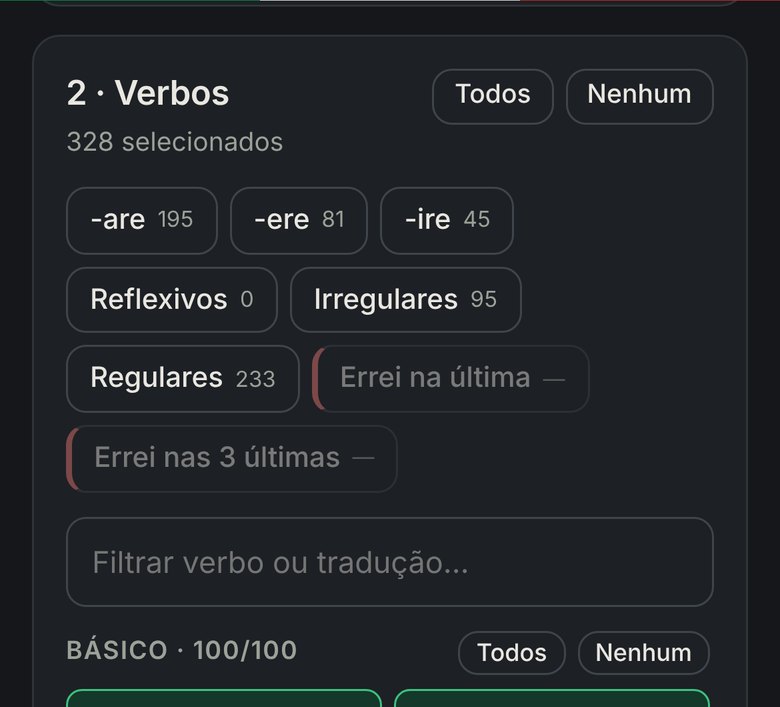 2 · Verbos
Todos
Nenhum
328 selecionados
-are 195
-ere 81
-ire 45
Reflexivos 0
Irregulares 95
Regulares 233
Errei na última —
Errei nas 3 últimas —
Filtrar verbo ou tradução...
BÁSICO · 100/100
Todos
Nenhum